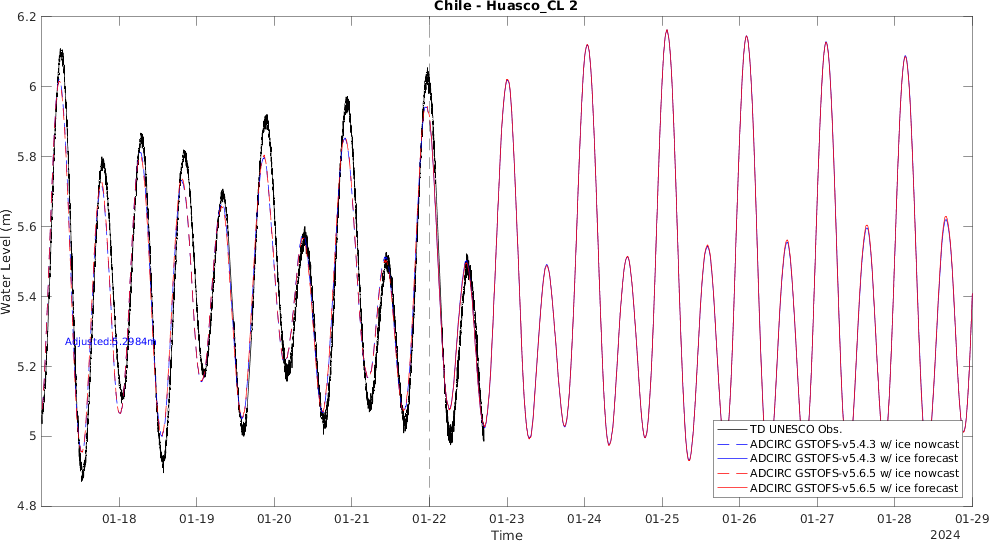 Chile - Huasco_CL 2
6.2
6
5.8
5.6
5.4
5.2
5
4.8
Water Level (m)
Adjusted:5.2984m
TD UNESCO Obs.
ADCIRC GSTOFS-v5.4.3 w/ ice nowcast
ADCIRC GSTOFS-v5.4.3 w/ ice forecast
ADCIRC GSTOFS-v5.6.5 w/ ice nowcast
ADCIRC GSTOFS-v5.6.5 w/ ice forecast
01-18 01-19 01-20 01-21 01-22 01-23 01-24 01-25 01-26 01-27 01-28 01-29
Time
2024